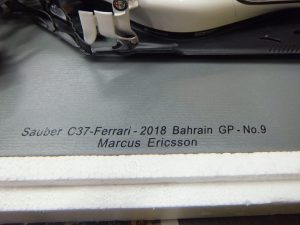 Sauber C37-Ferrari - 2018 Bahrain GP - No.9
Marcus Ericsson